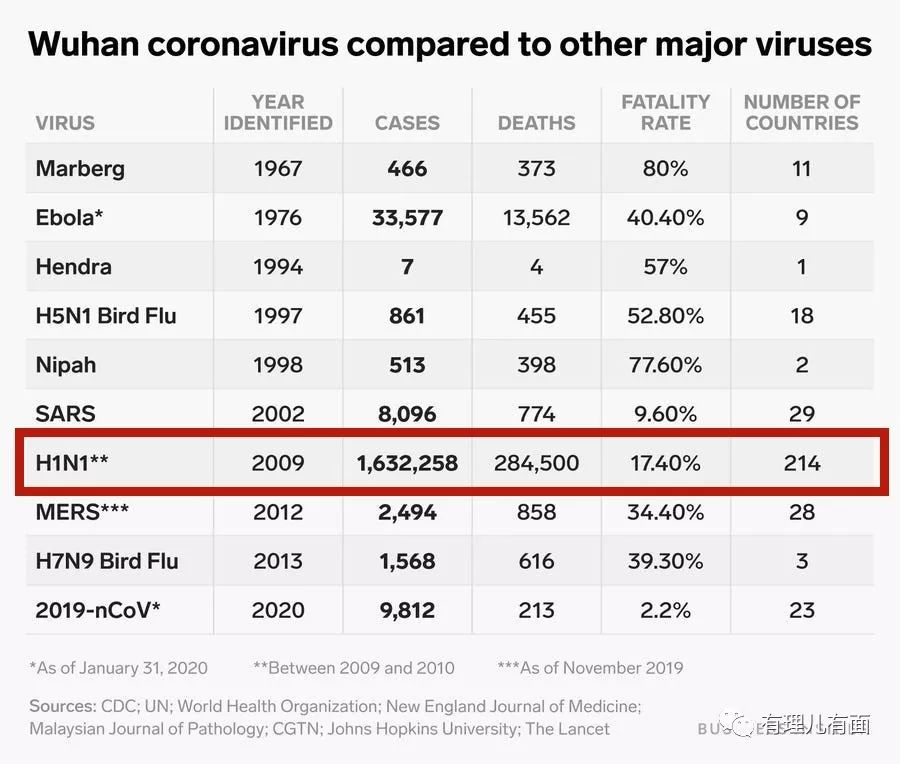 Wuhan coronavirus compared to other major viruses
VIRUS YEAR IDENTIFIED CASES DEATHS FATALITY RATE NUMBER OF COUNTRIES
Marberg 1967 466 373 80% 11
Ebola* 1976 33,577 13,562 40.40% 9
Hendra 1994 7 4 57% 1
H5N1 Bird Flu 1997 861 455 52.80% 18
Nipah 1998 513 398 77.60% 2
SARS 2002 8,096 774 9.60% 29
H1N1** 2009 1,632,258 284,500 17.40% 214
MERS*** 2012 2,494 858 34.40% 28
H7N9 Bird Flu 2013 1,568 616 39.30% 3
2019-nCoV* 2020 9,812 213 2.2% 23
*As of January 31, 2020 **Between 2009 and 2010 ***As of November 2019
Sources: CDC; UN; World Health Organization; New England Journal of Medicine;
Malaysian Journal of Pathology; CGTN; Johns Hopkins University; The Lancet
有理儿有面